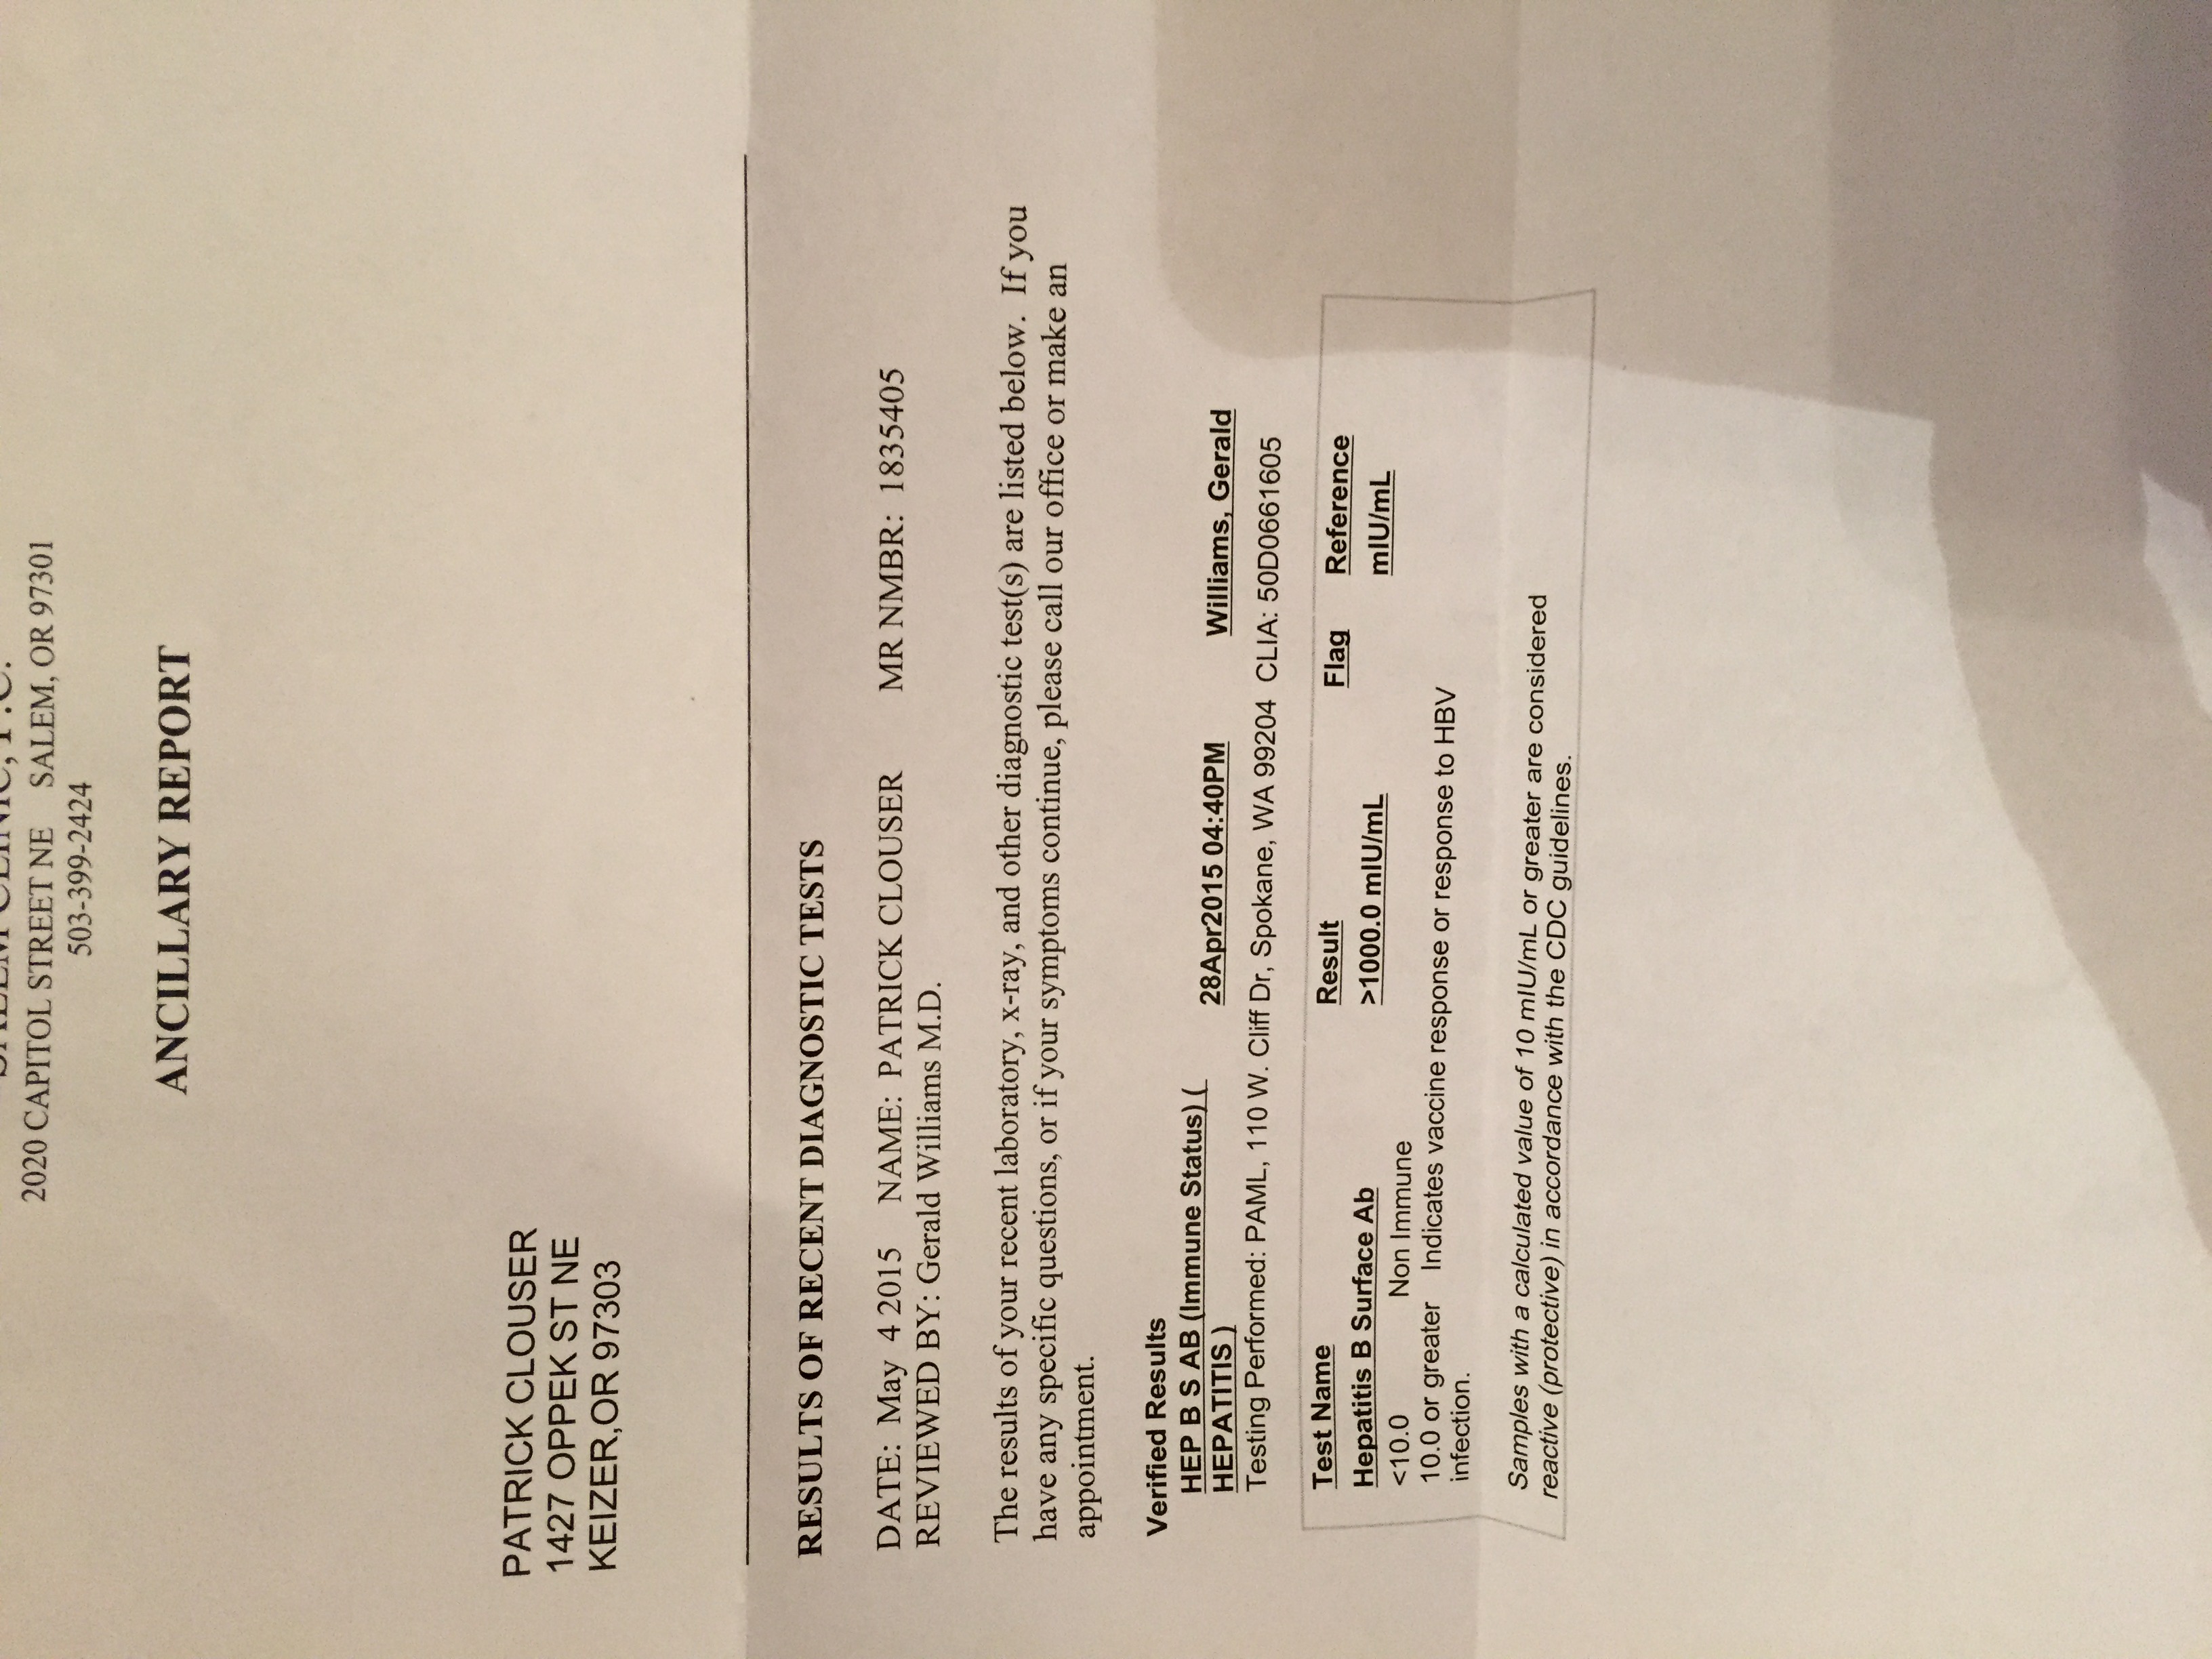 2020 CAPITOL STREET NE SALEM, OR 97301
503-399-2424
ANCILLARY REPORT
PATRICK CLOUSER
1427 OPPEK ST NE
KEIZER,OR 97303
RESULTS OF RECENT DIAGNOSTIC TESTS
DATE: May 4 2015 NAME: PATRICK CLOUSER MR NMBR: 1835405
REVIEWED BY: Gerald Williams M.D.
The results of your recent laboratory, x-ray, and other diagnostic test(s) are listed below. If you
have any specific questions, or if your symptoms continue, please call our office or make an
appointment.
Verified Results
HEP B S AB (Immune Status) ( 28Apr2015 04:40PM Williams, Gerald
HEPATITIS )
Testing Performed: PAML, 110 W. Cliff Dr, Spokane, WA 99204 CLIA: 50D0661605
Test Name Result Flag Reference
Hepatitis B Surface Ab >1000.0 mIU/mL mIU/mL
<10.0 Non Immune
10.0 or greater Indicates vaccine response or response to HBV
infection.
Samples with a calculated value of 10 mIU/mL or greater are considered
reactive (protective) in accordance with the CDC guidelines.